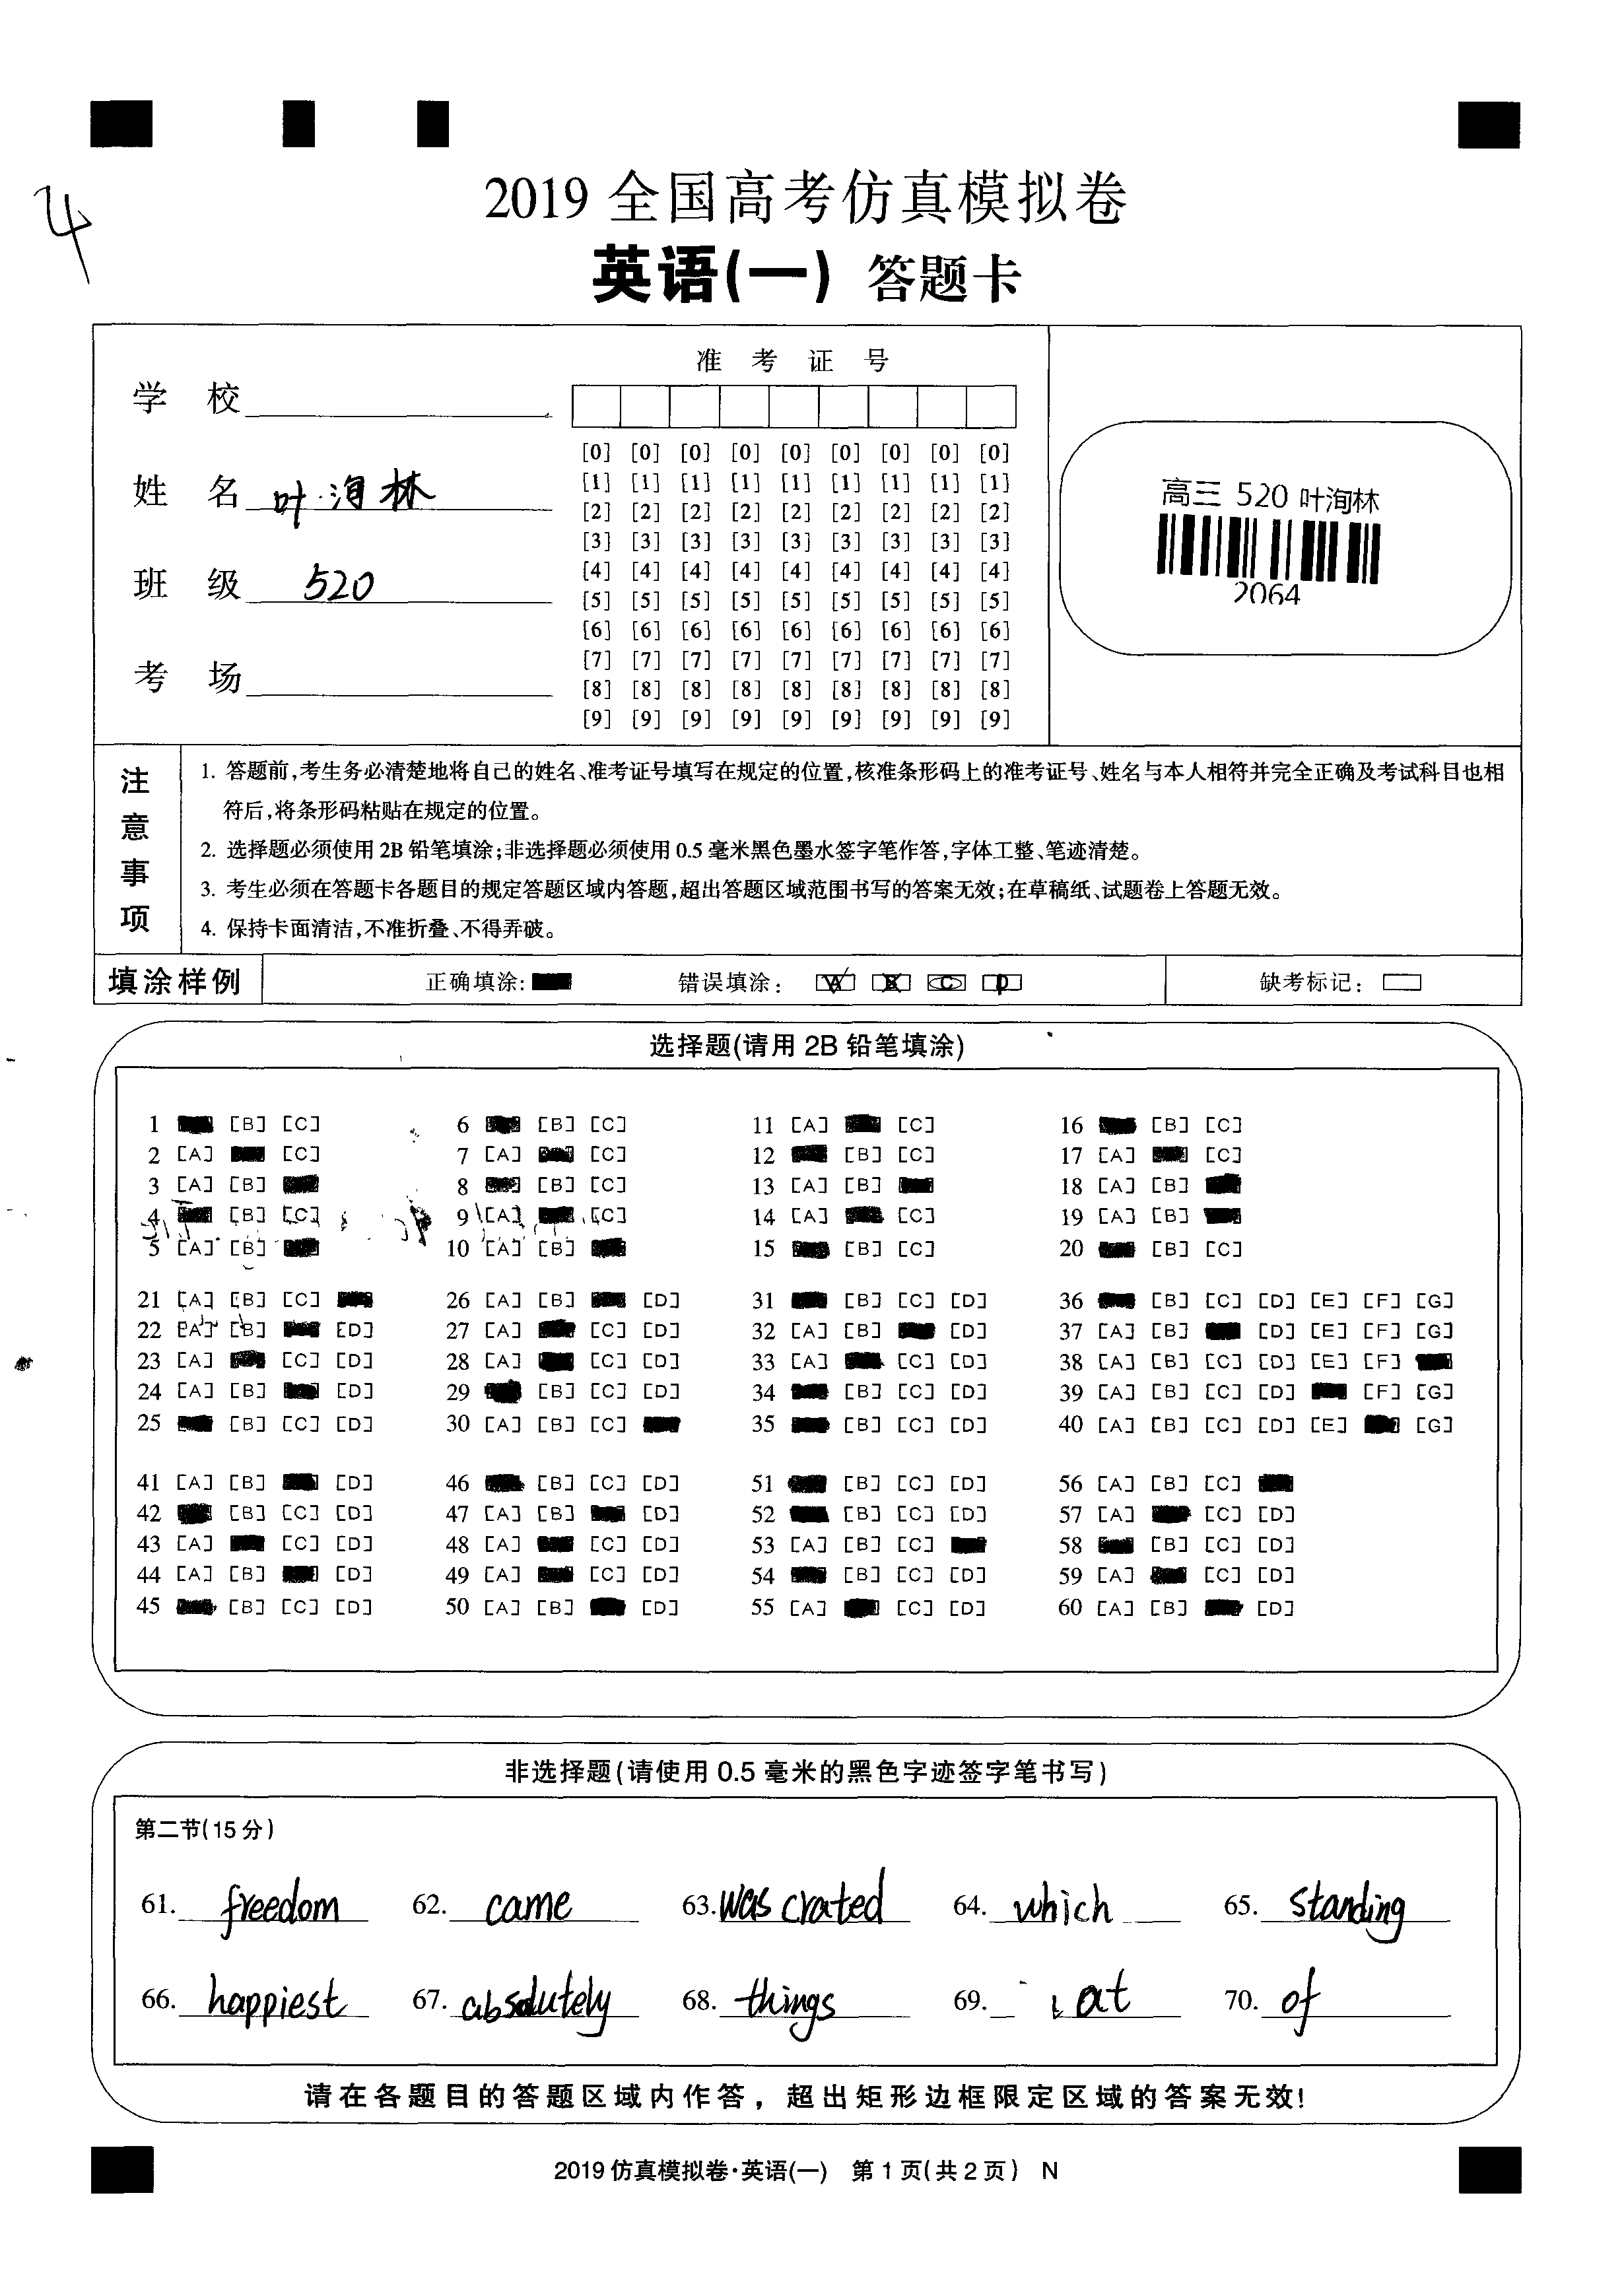 4
2019 全国高考仿真模拟卷
英语(一) 答题卡
准 考 证 号
学 校
姓 名 叶洵林
班 级 520
考 场
[0] [0] [0] [0] [0] [0] [0] [0] [0]
[1] [1] [1] [1] [1] [1] [1] [1] [1]
[2] [2] [2] [2] [2] [2] [2] [2] [2]
[3] [3] [3] [3] [3] [3] [3] [3] [3]
[4] [4] [4] [4] [4] [4] [4] [4] [4]
[5] [5] [5] [5] [5] [5] [5] [5] [5]
[6] [6] [6] [6] [6] [6] [6] [6] [6]
[7] [7] [7] [7] [7] [7] [7] [7] [7]
[8] [8] [8] [8] [8] [8] [8] [8] [8]
[9] [9] [9] [9] [9] [9] [9] [9] [9]
高三 520 叶洵林
2064
注意事项
1. 答题前,考生务必清楚地将自己的姓名、准考证号填写在规定的位置,核准条形码上的准考证号、姓名与本人相符并完全正确及考试科目也相
符后,将条形码粘贴在规定的位置。
2. 选择题必须使用 2B 铅笔填涂;非选择题必须使用 0.5 毫米黑色墨水签字笔作答,字体工整、笔迹清楚。
3. 考生必须在答题卡各题目的规定答题区域内答题,超出答题区域范围书写的答案无效;在草稿纸、试题卷上答题无效。
4. 保持卡面清洁,不准折叠、不得弄破。
填涂样例 正确填涂: 错误填涂: A B C D 缺考标记:
选择题(请用 2B 铅笔填涂)
1 [B] [C] 6 [B] [C] 11 [A] [C] 16 [B] [C]
2 [A] [C] 7 [A] [C] 12 [B] [C] 17 [A] [C]
3 [A] [B] 8 [B] [C] 13 [A] [B] 18 [A] [B]
4 [B] [C] 9 [A] [C] 14 [A] [C] 19 [A] [B]
5 [A] [B] 10 [A] [B] 15 [B] [C] 20 [B] [C]
21 [A] [B] [C] 26 [A] [B] [D] 31 [B] [C] [D] 36 [B] [C] [D] [E] [F] [G]
22 [A] [B] [D] 27 [A] [C] [D] 32 [A] [B] [D] 37 [A] [B] [D] [E] [F] [G]
23 [A] [C] [D] 28 [A] [C] [D] 33 [A] [C] [D] 38 [A] [B] [C] [D] [E] [F]
24 [A] [B] [D] 29 [B] [C] [D] 34 [B] [C] [D] 39 [A] [B] [C] [D] [F] [G]
25 [B] [C] [D] 30 [A] [B] [C] 35 [B] [C] [D] 40 [A] [B] [C] [D] [E] [G]
41 [A] [B] [D] 46 [B] [C] [D] 51 [B] [C] [D] 56 [A] [B] [C]
42 [B] [C] [D] 47 [A] [B] [D] 52 [B] [C] [D] 57 [A] [C] [D]
43 [A] [C] [D] 48 [A] [C] [D] 53 [A] [B] [C] 58 [B] [C] [D]
44 [A] [B] [D] 49 [A] [C] [D] 54 [B] [C] [D] 59 [A] [C] [D]
45 [B] [C] [D] 50 [A] [B] [D] 55 [A] [C] [D] 60 [A] [B] [D]
非选择题(请使用 0.5 毫米的黑色字迹签字笔书写)
第二节(15 分)
61. freedom 62. came 63. was crated 64. which 65. standing
66. happiest 67. absolutely 68. things 69. at 70. of
请在各题目的答题区域内作答，超出矩形边框限定区域的答案无效!
2019 仿真模拟卷·英语(一) 第 1 页(共 2 页) N